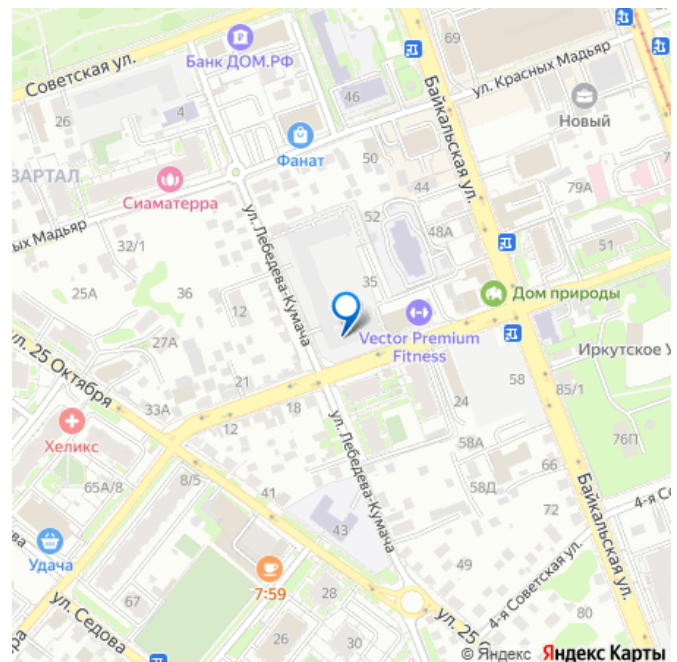 69
Банк ДОМ.РФ
Советская ул.
ул. Красных Мадьяр
26
4
46
Новый
Фанат
ВАРТАЛ
Сиаматерра
50
Байкальская ул.
44
79А
ых Мадьяр
32/1
ул. Лебедева-Кумача
52
48А
51
25А
36
35
12
Дом природы
Vector Premium
Fitness
27А
ул. 25 Октября
21
Иркутское У
58
85/1
33А
18
24
12
Хеликс
ул. Лебедева-Кумача
58А
76П
65А/8
8/5
41
58Д
66
Байкальская ул.
4-я Со
43
72
Удача
49
4-я Советская ул.
7:59
67
28
80
ул. Седова
ул. 25 О
26
30
© Яндекс Яндекс Карты